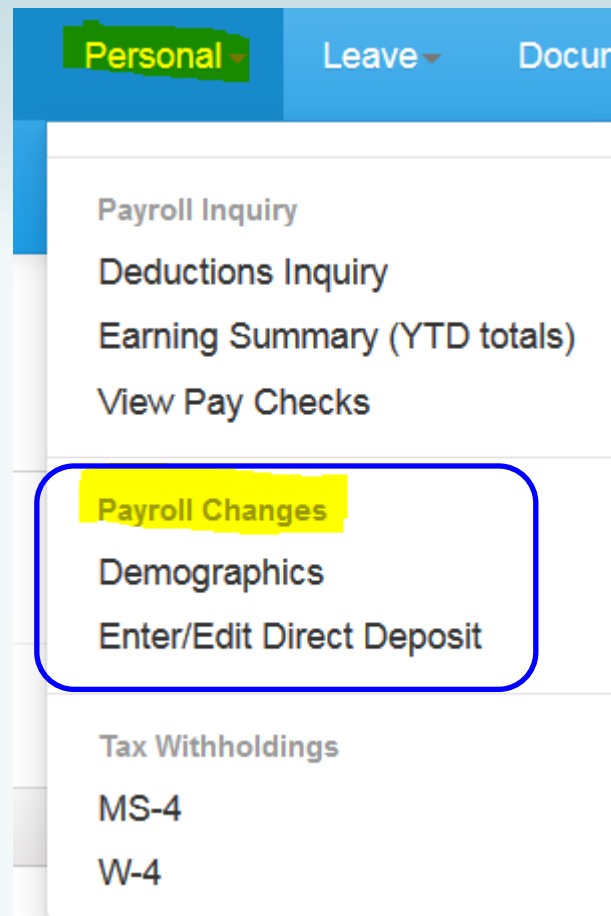 Personal Leave
Payroll Inquiry
Deductions Inquiry
Earning Summary (YTD totals)
View Pay Checks
Payroll Changes
Demographics
Enter/Edit Direct Deposit
Tax Withholdings
MS-4
W-4